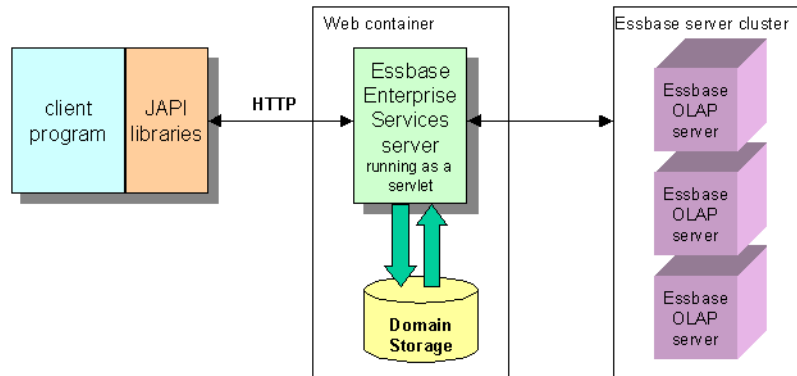 Web container
Essbase server cluster
client
program
JAPI
libraries
HTTP
Essbase
Enterprise
Services
server
running as a
servlet
Domain
Storage
Essbase
OLAP
server
Essbase
OLAP
server
Essbase
OLAP
server